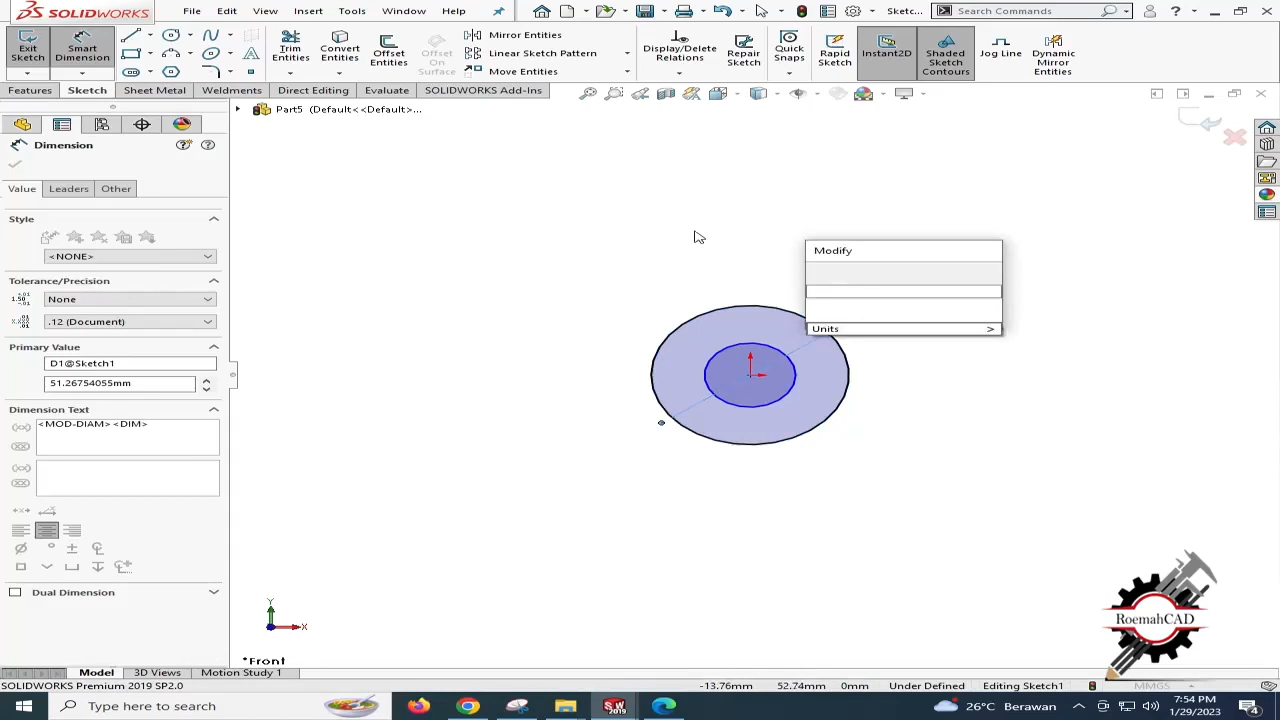 SOLIDWORKS
File Edit View Insert Tools Table Window Help
Sketc...
Search Commands
Exit Sketch
Smart Dimension
Trim Entities
Convert Entities
Offset Entities
Offset On Surface
Mirror Entities
Linear Sketch Pattern
Move Entities
Display/Delete Relations
Repair Sketch
Quick Snaps
Rapid Sketch
Instant2D
Shaded Sketch Contours
Jog Line
Dynamic Mirror Entities
Features Sketch Sheet Metal Weldments Direct Editing Evaluate SOLIDWORKS Add-Ins
Part5 (Default<<Default>...
Dimension
Value Leaders Other
Style
<NONE>
Tolerance/Precision
None
.12 (Document)
Primary Value
D1@Sketch1
51.26754055mm
Dimension Text
<MOD-DIAM><DIM>
Dual Dimension
Modify
Units >
Y
X
*Front
RoemahCAD
Model 3D Views Motion Study 1
SOLIDWORKS Premium 2019 SP2.0
-13.76mm 52.74mm 0mm Under Defined Editing Sketch1 MMGS
Type here to search
26°C Berawan
7:54 PM
1/29/2023
4